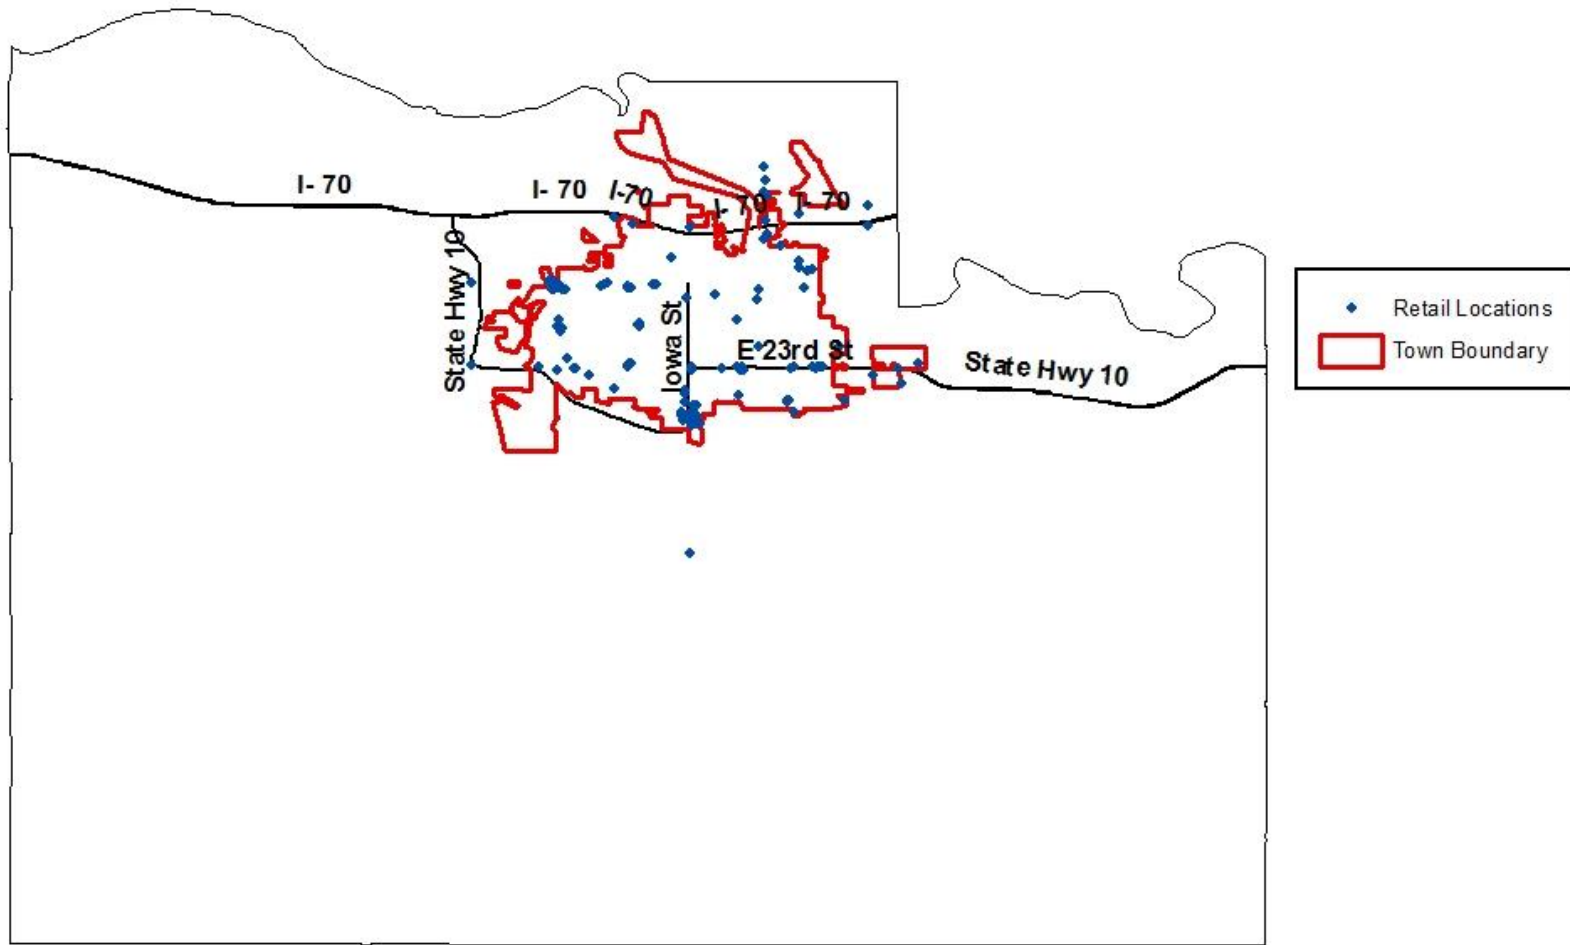 I- 70
I- 70
I-70
I- 70
I- 70
State Hwy 10
Iowa St
E 23rd St
State Hwy 10
Retail Locations
Town Boundary